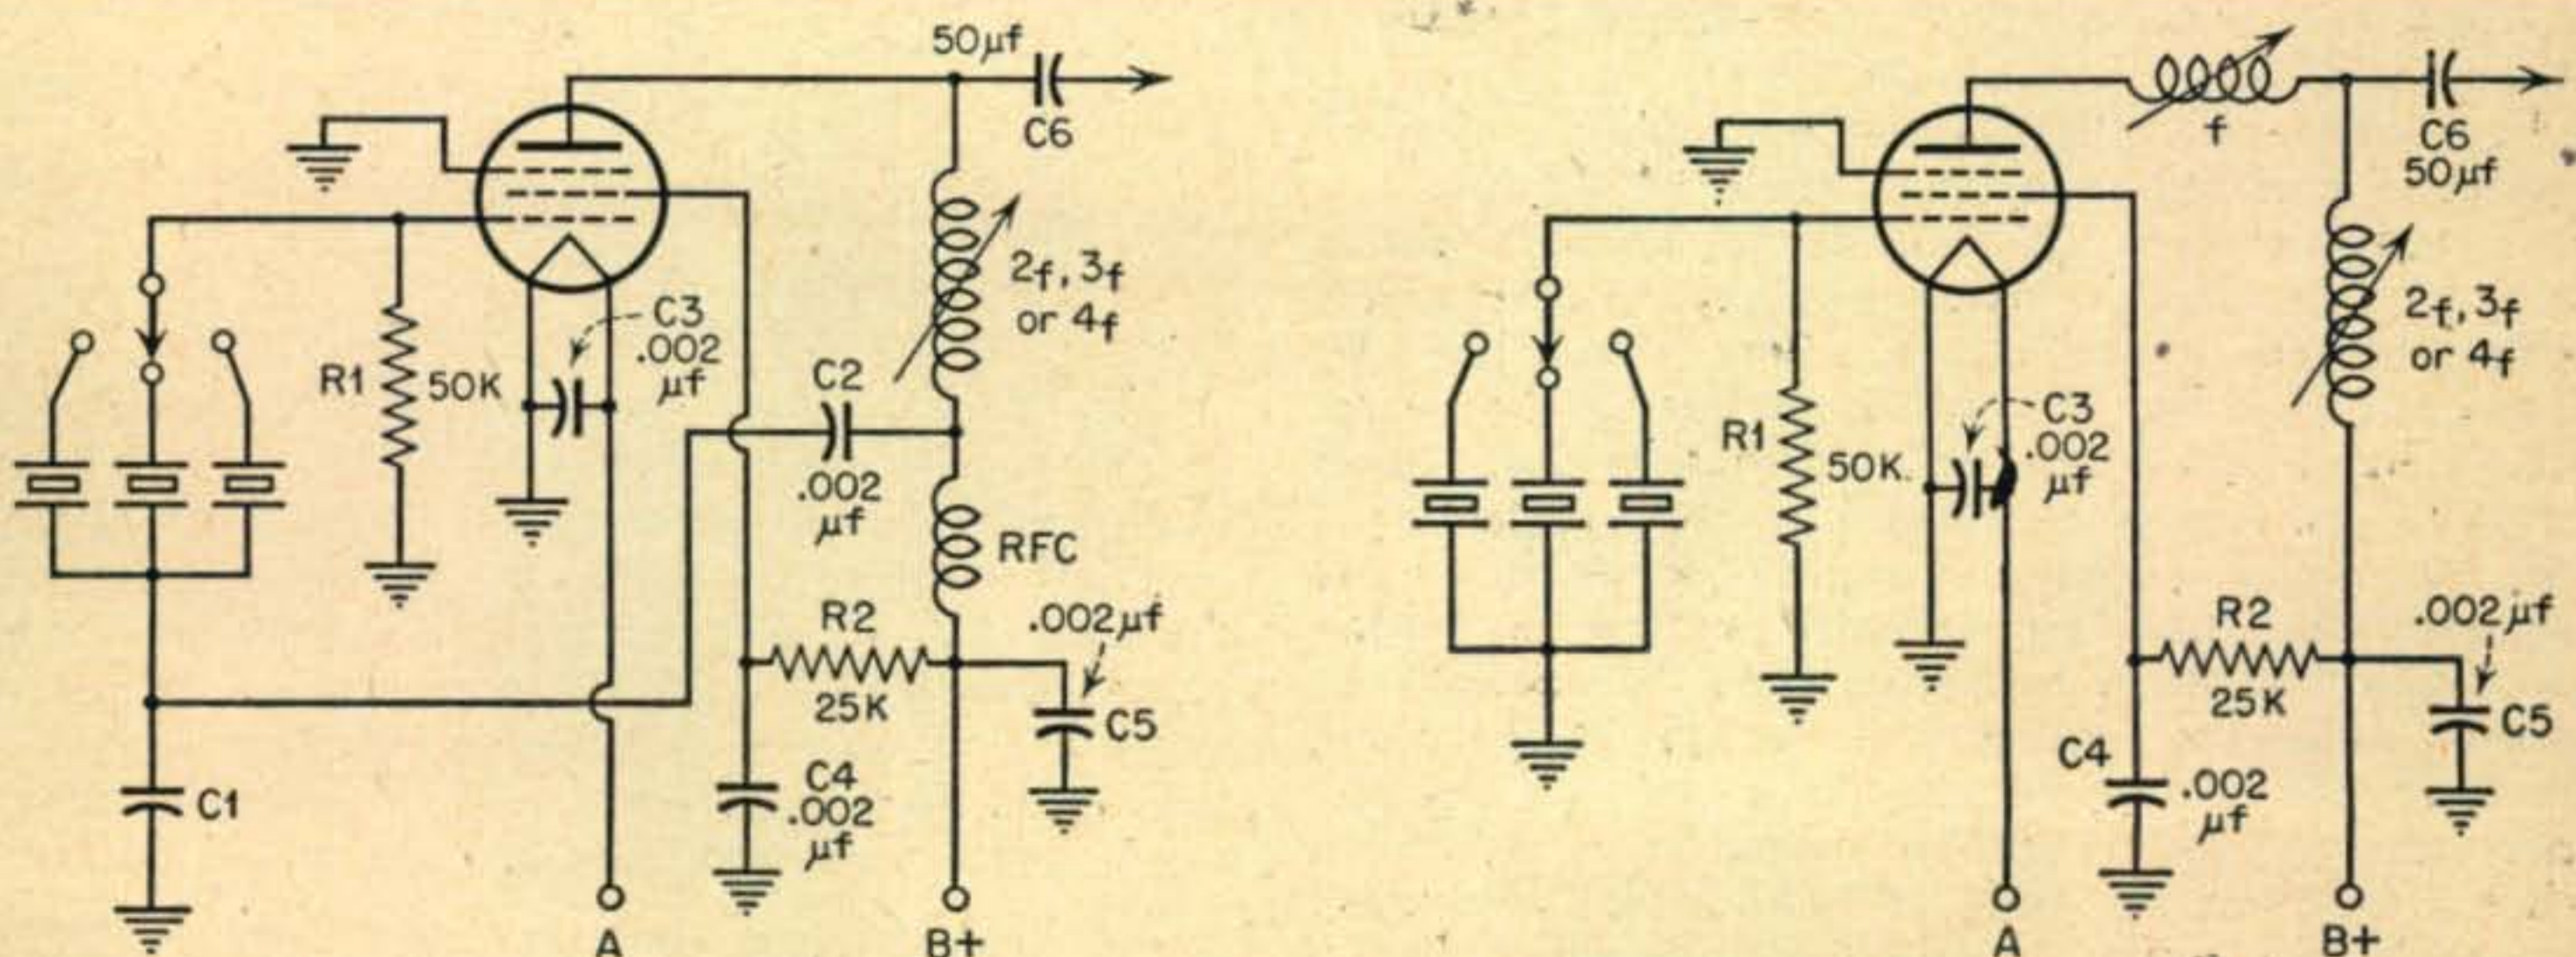 50µf
C6
2f, 3f
or 4f
C3
.002
µf
R1
50K
C2
.002
µf
RFC
R2
25K
.002µf
C5
C4
.002
µf
C1
A
B+
f
C6
50µf
2f, 3f
or 4f
C3
.002
µf
R1
50K
R2
25K
.002µf
C5
C4
.002
µf
A
B+